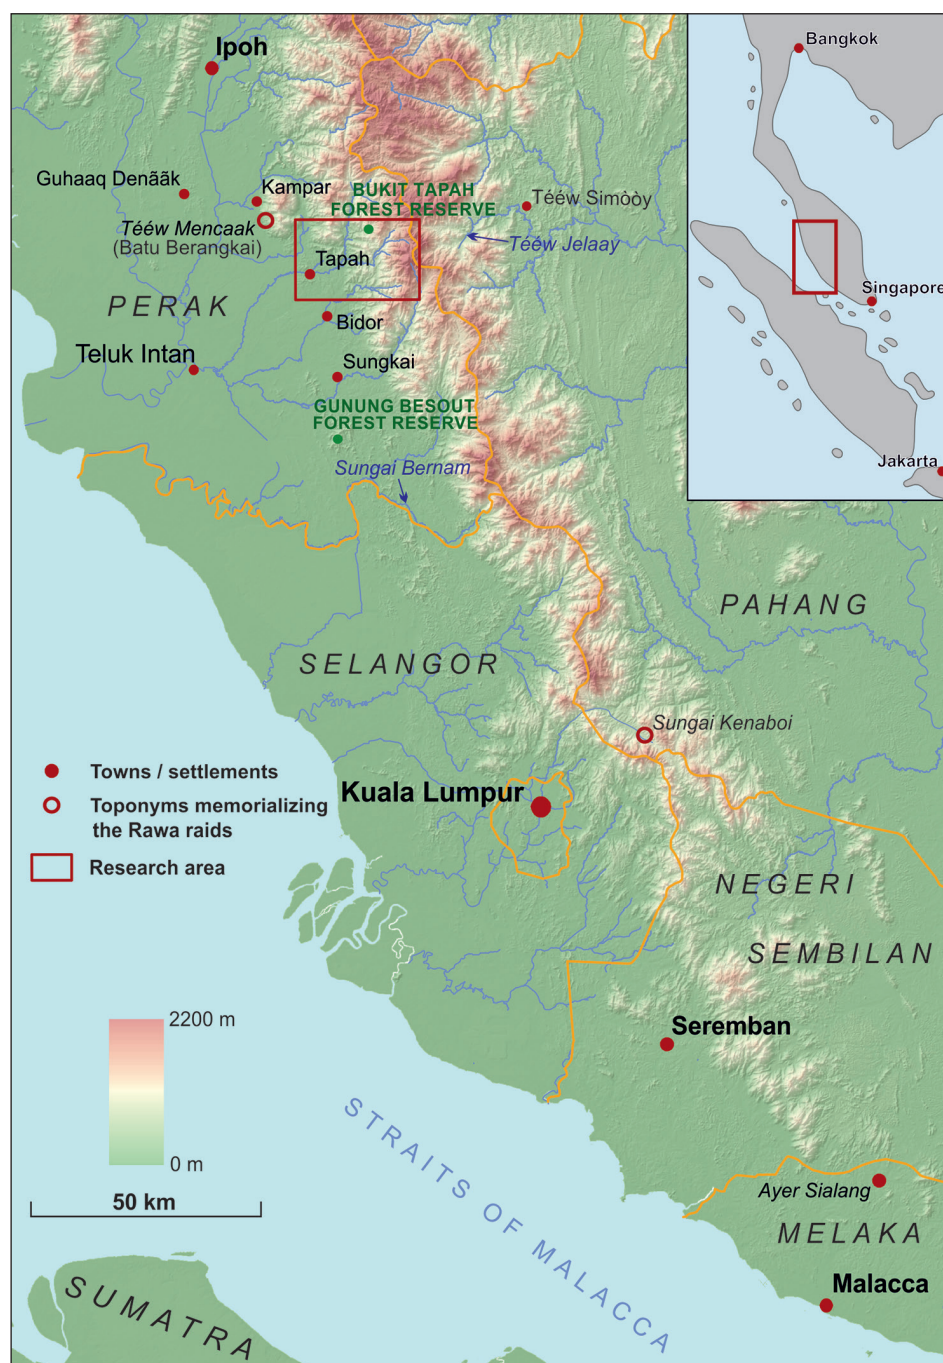 Ipoh
Bangkok
Guhaaq Denããk
Kampar
BUKIT TAPAH
FOREST RESERVE
Tééw Simòòy
Tééw Mencaak
(Batu Berangkai)
Tééw Jelaay
Tapah
Singapore
PERAK
Bidor
Teluk Intan
Sungkai
GUNUNG BESOUT
FOREST RESERVE
Sungai Bernam
Jakarta
PAHANG
SELANGOR
Sungai Kenaboi
Towns / settlements
Kuala Lumpur
Toponyms memorializing
the Rawa raids
Research area
NEGERI
SEMBILAN
2200 m
Seremban
0 m
50 km
STRAITS OF MALACCA
Ayer Sialang
MELAKA
Malacca
SUMATRA